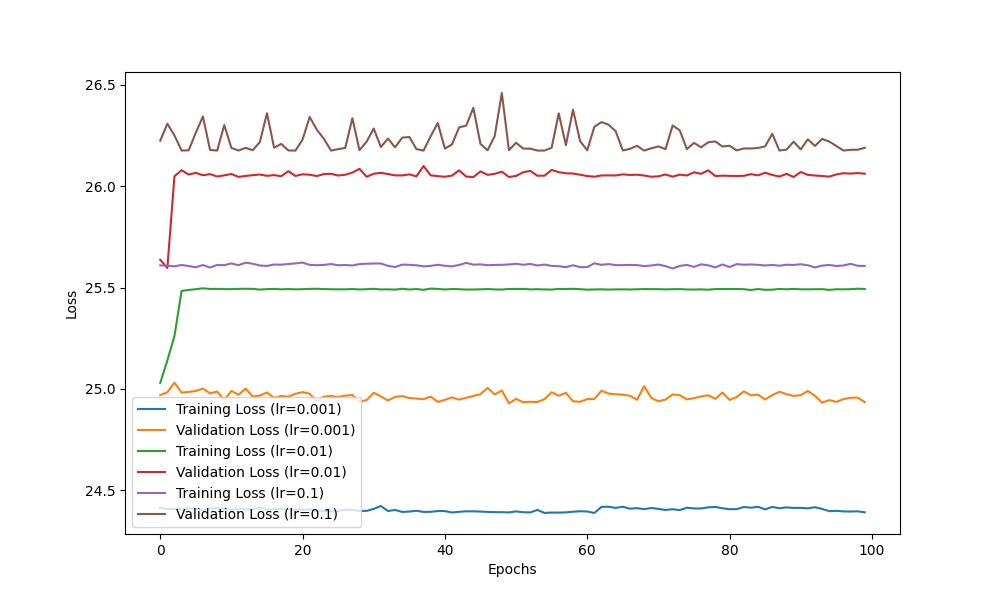 26.5
26.0
25.5
25.0
24.5
Loss
Training Loss (lr=0.001)
Validation Loss (lr=0.001)
Training Loss (lr=0.01)
Validation Loss (lr=0.01)
Training Loss (lr=0.1)
Validation Loss (lr=0.1)
0 20 40 60 80 100
Epochs